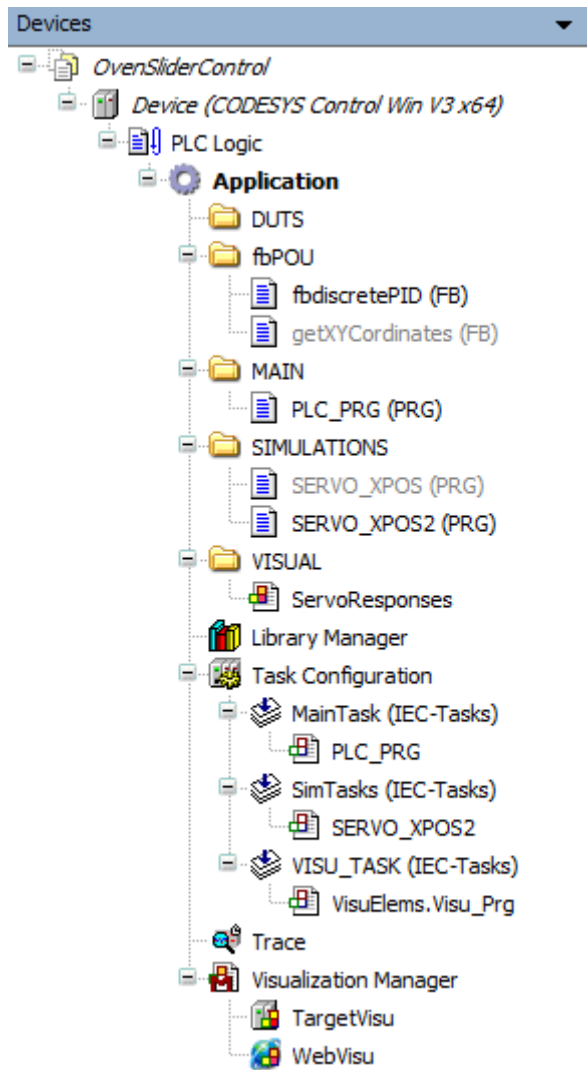 Devices
OvenSliderControl
Device (CODESYS Control Win V3 x64)
PLC Logic
Application
DUTS
fbPOU
fbdiscretePID (FB)
getXYCordinates (FB)
MAIN
PLC_PRG (PRG)
SIMULATIONS
SERVO_XPOS (PRG)
SERVO_XPOS2 (PRG)
VISUAL
ServoResponses
Library Manager
Task Configuration
MainTask (IEC-Tasks)
PLC_PRG
SimTasks (IEC-Tasks)
SERVO_XPOS2
VISU_TASK (IEC-Tasks)
VisuElems.Visu_Prg
Trace
Visualization Manager
TargetVisu
WebVisu